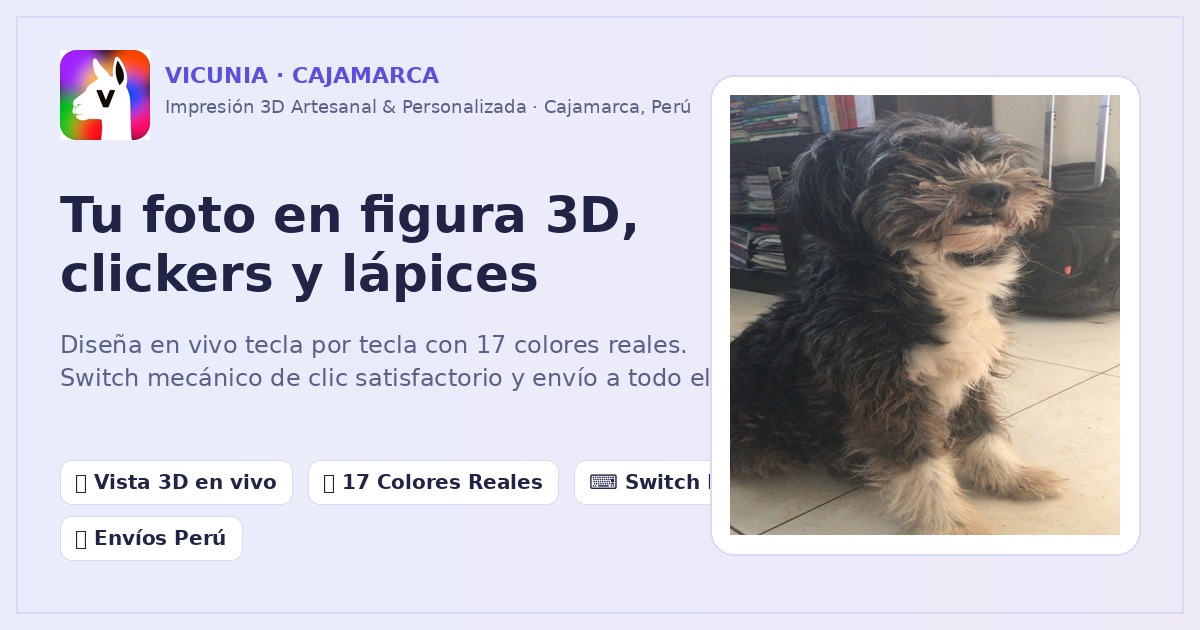 VICUNIA · CAJAMARCA
Impresión 3D Artesanal & Personalizada · Cajamarca, Perú
Tu foto en figura 3D,
clickers y lápices
Diseña en vivo tecla por tecla con 17 colores reales.
Switch mecánico de clic satisfactorio y envío a todo el
Vista 3D en vivo
17 Colores Reales
Switch
Envíos Perú